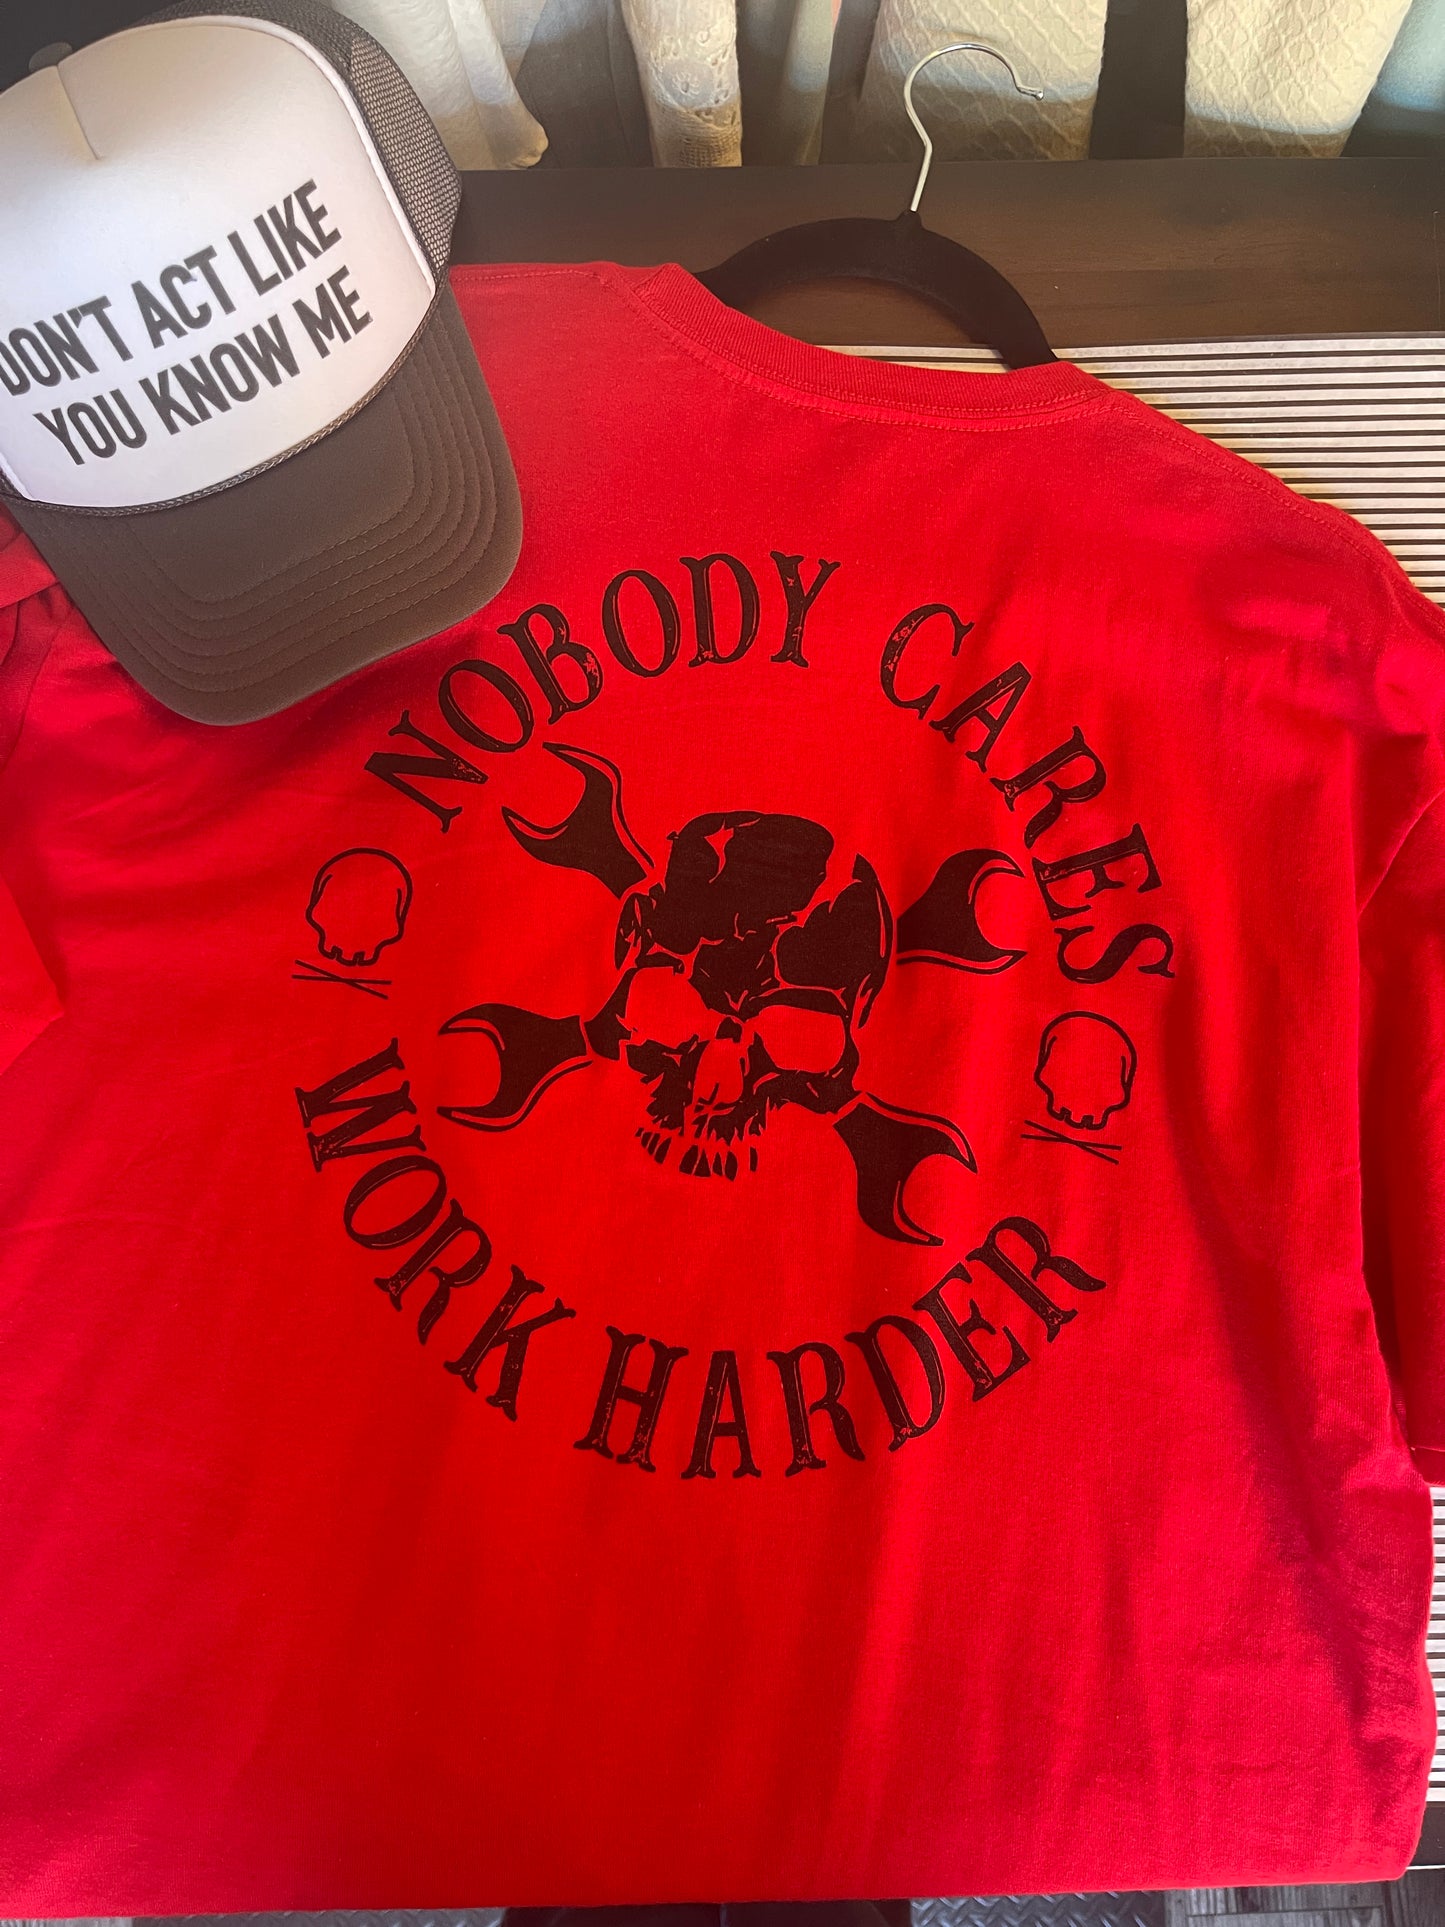 DON'T ACT LIKE
YOU KNOW ME
NOBODY CARES
WORK HARDER